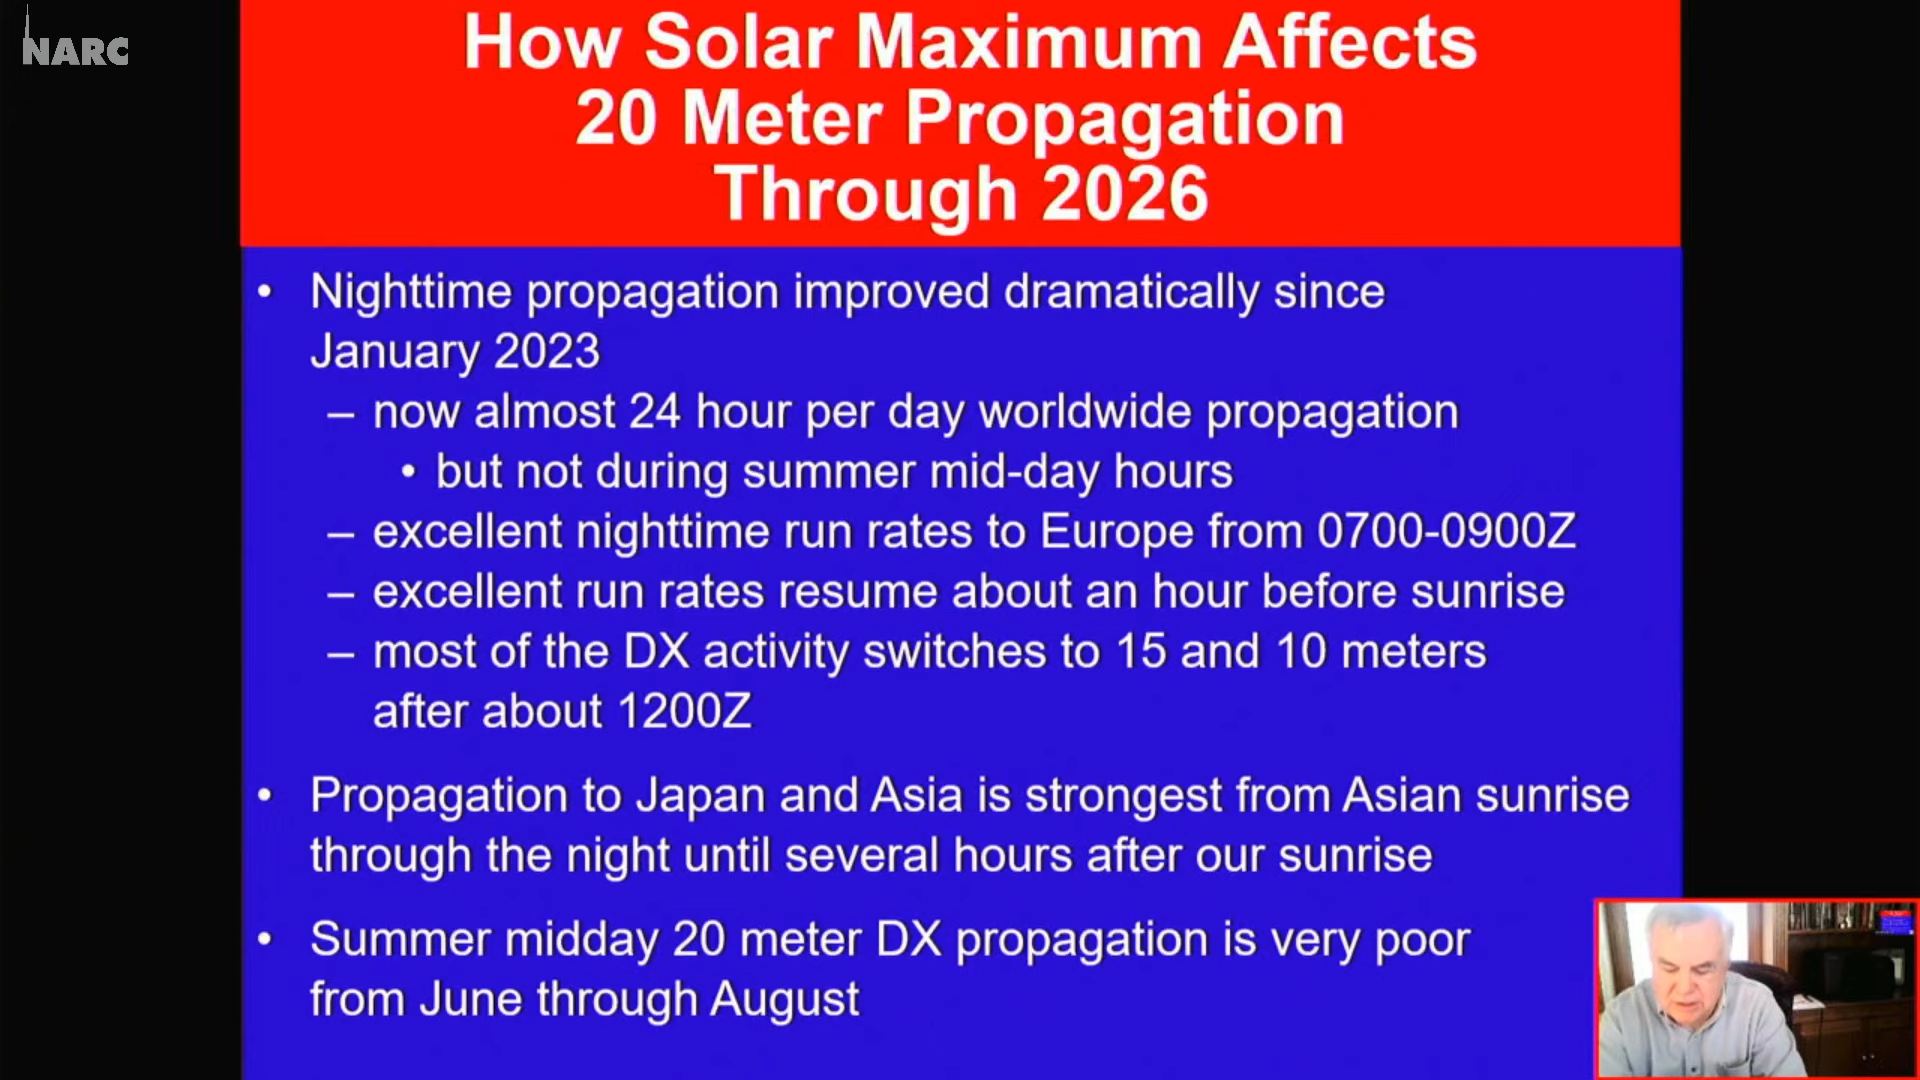 NARC
How Solar Maximum Affects
20 Meter Propagation
Through 2026
• Nighttime propagation improved dramatically since
January 2023
– now almost 24 hour per day worldwide propagation
• but not during summer mid-day hours
– excellent nighttime run rates to Europe from 0700-0900Z
– excellent run rates resume about an hour before sunrise
– most of the DX activity switches to 15 and 10 meters
after about 1200Z
• Propagation to Japan and Asia is strongest from Asian sunrise
through the night until several hours after our sunrise
• Summer midday 20 meter DX propagation is very poor
from June through August